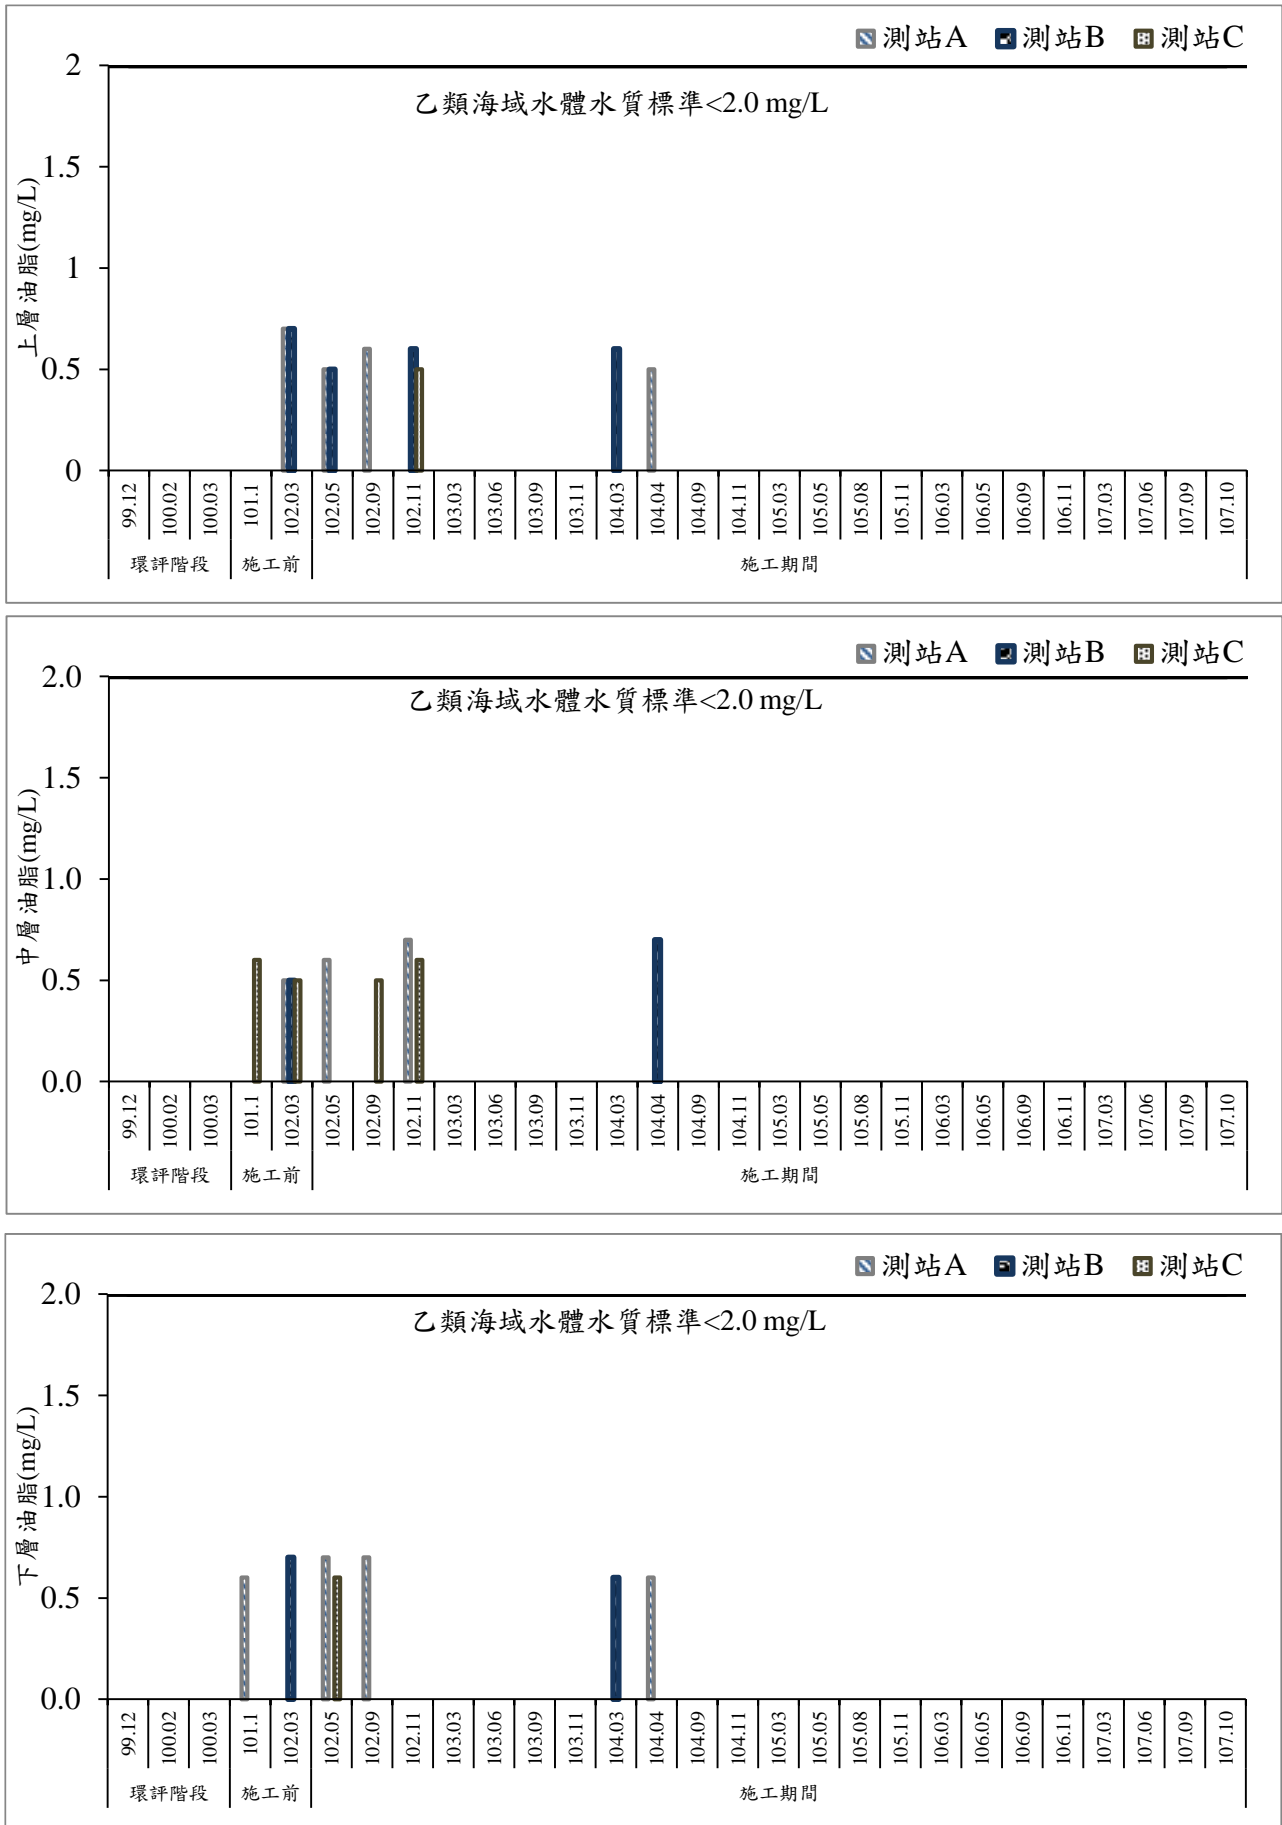 測站A 測站B 測站C
2
乙類海域水體水質標準<2.0 mg/L
1.5
1
0.5
0
上層油脂(mg/L)
99.12 100.02 100.03 101.1 102.03 102.05 102.09 102.11 103.03 103.06 103.09 103.11 104.03 104.04 104.09 104.11 105.03 105.05 105.08 105.11 106.03 106.05 106.09 106.11 107.03 107.06 107.09 107.10
環評階段 施工前 施工期間
測站A 測站B 測站C
2.0
乙類海域水體水質標準<2.0 mg/L
1.5
1.0
0.5
0.0
中層油脂(mg/L)
99.12 100.02 100.03 101.1 102.03 102.05 102.09 102.11 103.03 103.06 103.09 103.11 104.03 104.04 104.09 104.11 105.03 105.05 105.08 105.11 106.03 106.05 106.09 106.11 107.03 107.06 107.09 107.10
環評階段 施工前 施工期間
測站A 測站B 測站C
2.0
乙類海域水體水質標準<2.0 mg/L
1.5
1.0
0.5
0.0
下層油脂(mg/L)
99.12 100.02 100.03 101.1 102.03 102.05 102.09 102.11 103.03 103.06 103.09 103.11 104.03 104.04 104.09 104.11 105.03 105.05 105.08 105.11 106.03 106.05 106.09 106.11 107.03 107.06 107.09 107.10
環評階段 施工前 施工期間